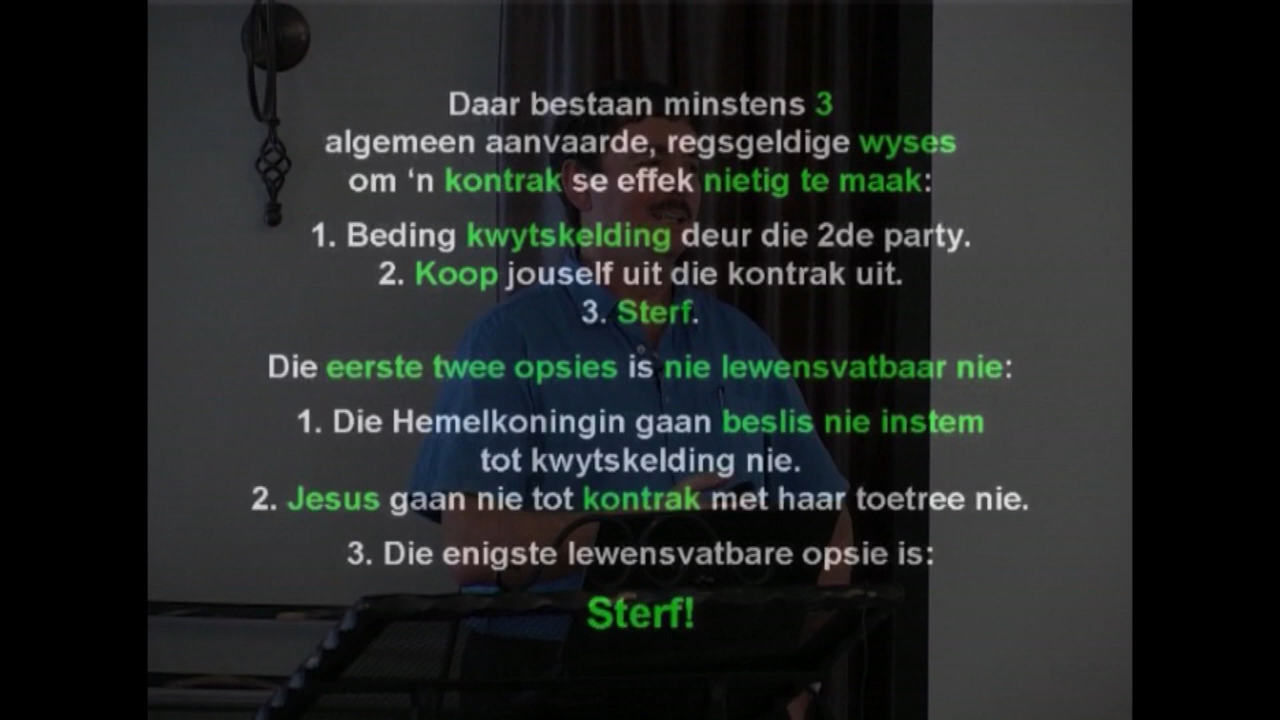 Daar bestaan minstens 3
algemeen aanvaarde, regsgeldige wyses
om ‘n kontrak se effek nietig te maak:
1. Beding kwytskelding deur die 2de party.
2. Koop jouself uit die kontrak uit.
3. Sterf.
Die eerste twee opsies is nie lewensvatbaar nie:
1. Die Hemelkoningin gaan beslis nie instem
tot kwytskelding nie.
2. Jesus gaan nie tot kontrak met haar toetree nie.
3. Die enigste lewensvatbare opsie is:
Sterf!